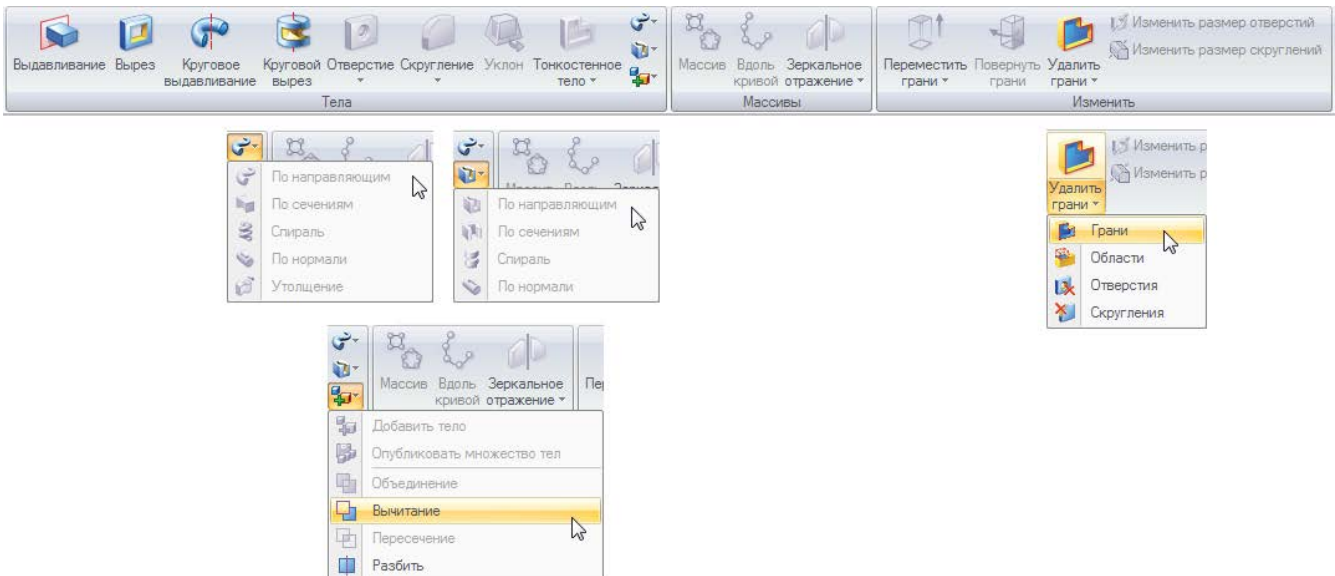 Выдавливание
Вырез
Круговое
выдавливание
Круговой
вырез
Отверстие
Скругление
Уклон
Тонкостенное
тело
Тела
Массив
Вдоль
кривой
Зеркальное
отражение
Массивы
Переместить
грани
Повернуть
грани
Удалить
грани
Изменить размер отверстий
Изменить размер скруглений
Изменить
По направляющим
По сечениям
Спираль
По нормали
Утолщение
По направляющим
По сечениям
Спираль
По нормали
Изменить р
Изменить р
Удалить
грани
Грани
Области
Отверстия
Скругления
Массив
Вдоль
кривой
Зеркальное
отражение
Пе
Добавить тело
Опубликовать множество тел
Объединение
Вычитание
Пересечение
Разбить